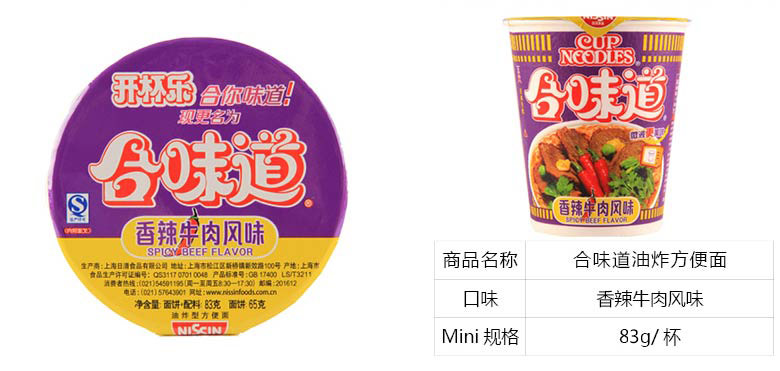 开杯乐 合你味道!
现更名为
合味道
香辣牛肉风味
SPICY BEEF FLAVOR
生产商:上海日清食品有限公司 地址:上海市松江区新桥镇新效路100号 产地:上海市
食品生产许可证编号:QS3117 0701 0048 产品标准号:GB 17400 LS/T3211
消费者热线:(021)54591195(周一至周五8:30—17:30) 邮编:201612
电话:(021)57643901 网址:www.nissinfoods.com.cn
净含量:面饼+配料:83克 面饼:65克
油炸型方便面
NISSIN
NISSIN
CUP
NOODLES
合味道
香辣牛肉风味
SPICY BEEF FLAVOR
商品名称 合味道油炸方便面
口味 香辣牛肉风味
Mini 规格 83g/ 杯